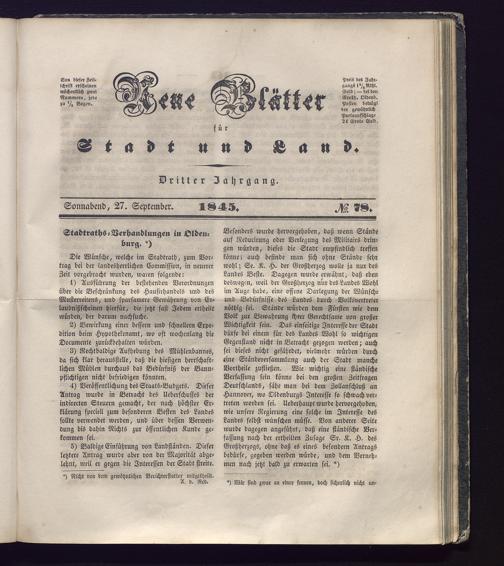 Von dieser Zeit-
schrift erscheinen
wöchentlich zwei
Nummern, jede
zu ½ Bogen.
Preis des Jahr-
gangs 1¾ Rthl.
Gold; — bei den
Großh. Oldenb.
Posten beträgt
der gewöhnlich
Portoaufschlag
24 Grote Gold.
Neue Blätter
für
Stadt und Land.
Dritter Jahrgang.
Sonnabend, 27. September. 1845. № 78.
Stadtraths-Verhandlungen in Olden-
burg. *)
Die Wünsche, welche im Stadtrath, zum Vor-
trag bei der landesherrlichen Commission, in neuerer
Zeit vorgebracht wurden, waren folgende:
1) Ausführung der bestehenden Verordnungen
über die Beschränkung des Hausierhandels und des
Musterreitens, und sparsamere Gewährung von Er-
laubnißscheinen hierfür, die jetzt fast Jedem ertheilt
würden, der darum nachsuche.
2) Bewirkung einer bessern und schnellern Expe-
dition beim Hypothekenamt, wo oft wochenlang die
Documente zurückbehalten würden.
3) Rechtbaldige Aufhebung des Mühlenbannes,
da sich klar herausstelle, daß die hiesigen herrschaft-
lichen Mühlen durchaus das Bedürfniß der Bann-
pflichtigen nicht befriedigen könnten.
4) Veröffentlichung des Staats-Budgets. Dieser
Antrag wurde in Betracht des Ueberschusses der
indirecten Steuern gemacht, der nach höchster Er-
klärung speciell zum besonderen Besten des Landes
sollte verwendet werden, und über dessen Verwen-
dung bis dahin Nichts zur öffentlichen Kunde ge-
kommen sei.
5) Baldige Einführung von Landständen. Dieser
letztere Antrag wurde aber von der Majorität abge-
lehnt, weil er gegen die Interessen der Stadt streite.
*) Nicht von dem gewöhnlichen Berichterstatter mitgetheilt.
A. d. Red.
Besonders wurde hervorgehoben, daß wenn Stände
auf Reducirung oder Verlegung des Militairs drin-
gen würden, dieses die Stadt empfindlich treffen
könne; auch befinde man sich ohne Stände sehr
wohl; Se. K. H. der Großherzog wolle ja nur des
Landes Beste. Dagegen wurde erwähnt, daß eben
deswegen, weil der Großherzog nur des Landes Wohl
im Auge habe, eine offene Darlegung der Wünsche
und Bedürfnisse des Landes durch Volksvertreter
nöthig sei. Stände würden dem Fürsten wie dem
Volk zur Bewahrung ihrer Gerechtsame von großer
Wichtigkeit sein. Das einseitige Interesse der Stadt
dürfe bei einem für des Landes Wohl so wichtigen
Gegenstand nicht in Betracht gezogen werden; auch
sei dieses nicht gefährdet, vielmehr würden durch
eine Ständeversammlung auch der Stadt manche
Vortheile zufließen. Wie wichtig eine ständische
Verfassung sein könne bei den großen Zeitfragen
Deutschlands, sähe man bei dem Zollanschluß an
Hannover, wo Oldenburgs Interesse so schwach ver-
treten worden sei. Ueberhaupt wurde hervorgehoben,
wie unsere Regierung eine solche im Interesse des
Landes selbst wünschen müsse. Von anderer Seite
wurde dagegen angeführt, daß eine ständische Ver-
fassung nach der ertheilten Zusage Sr. K. H. des
Großherzogs, ohne daß es eines besonderen Antrags
bedürfe, gegeben werden würde, und dem Verneh-
men nach jetzt bald zu erwarten sei. *)
*) Wir sind zwar an einer fernen, doch sicherlich nicht un-